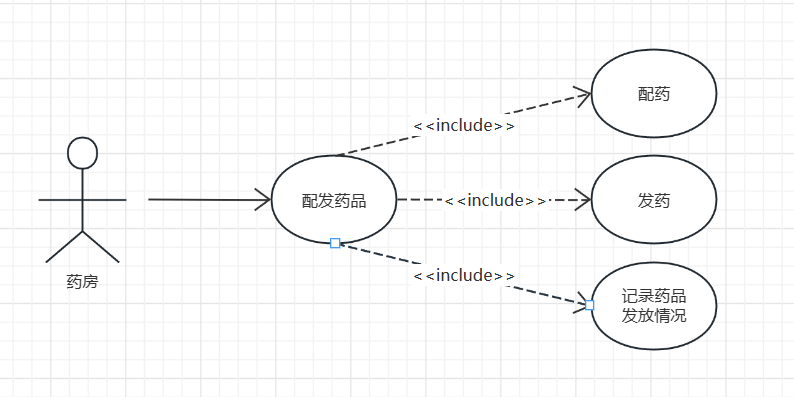 配药
<<include>>
药房
配发药品
<<include>>
发药
<<include>>
记录药品
发放情况